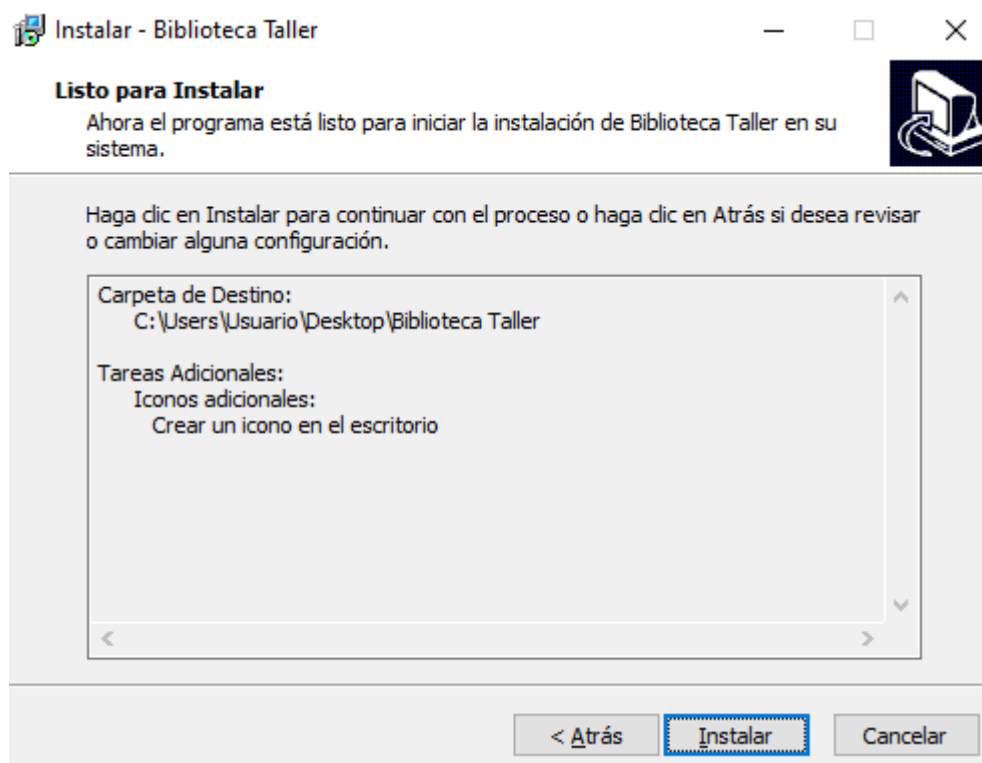 Instalar - Biblioteca Taller
Listo para Instalar
Ahora el programa está listo para iniciar la instalación de Biblioteca Taller en su
sistema.
Haga clic en Instalar para continuar con el proceso o haga clic en Atrás si desea revisar
o cambiar alguna configuración.
Carpeta de Destino:
C:\Users\Usuario\Desktop\Biblioteca Taller
Tareas Adicionales:
Iconos adicionales:
Crear un icono en el escritorio
< Atrás Instalar Cancelar